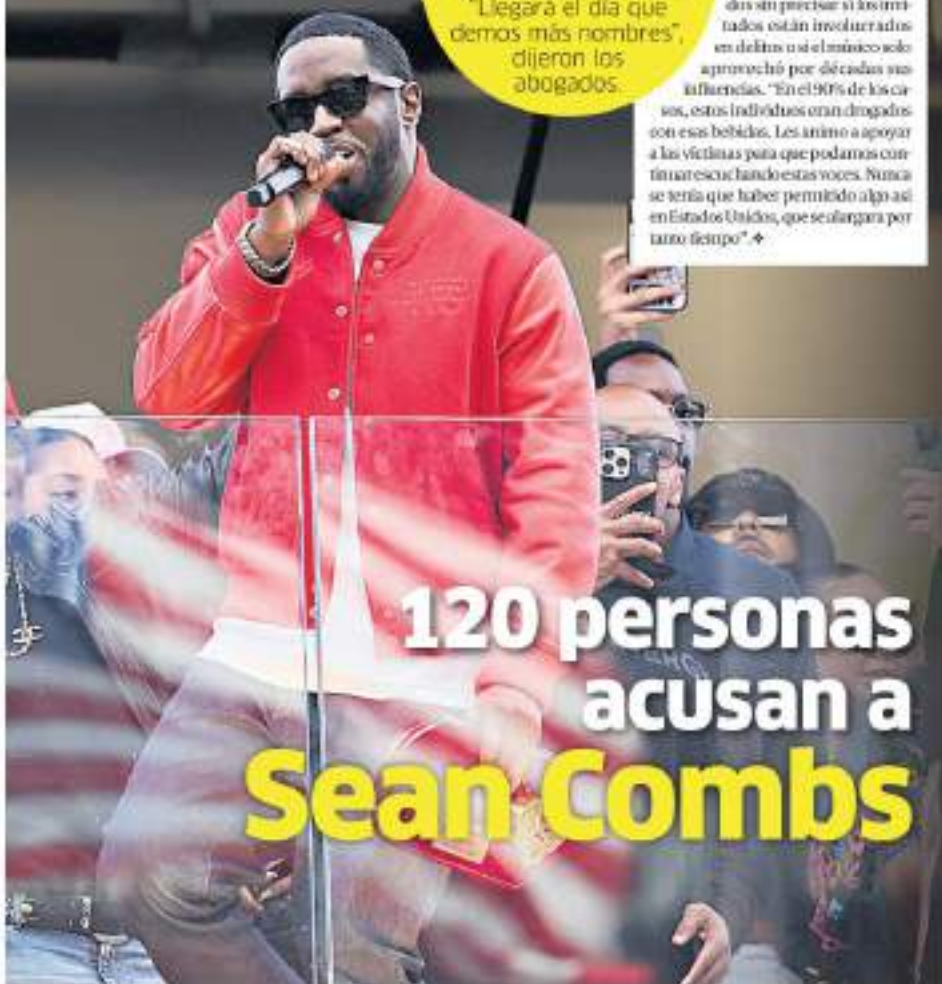 "Llegará el día que
demos más nombres",
dijeron los
abogados.
dos sin precisar si los invi-
tados están involucrados
en delitos o si el músico solo
aprovechó por décadas sus
influencias. "En el 90% de los ca-
sos, estos individuos eran drogados
con esas bebidas. Les animo a apoyar
a las víctimas para que podamos con-
tinuar escuchando estas voces. Nunca
se tenía que haber permitido algo así
en Estados Unidos, que se alargara por
tanto tiempo".❖
120 personas
acusan a
Sean Combs